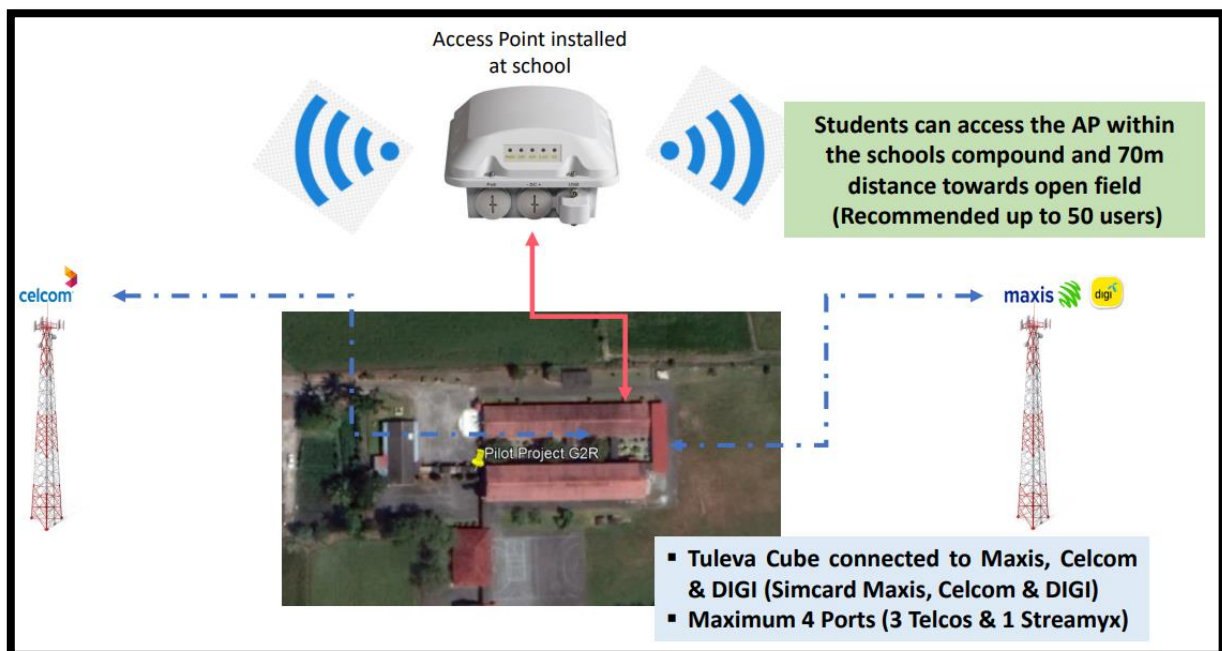 Access Point installed
at school
Students can access the AP within
the schools compound and 70m
distance towards open field
(Recommended up to 50 users)
celcom
maxis
digi
Pilot Project G2R
▪ Tuleva Cube connected to Maxis, Celcom
& DIGI (Simcard Maxis, Celcom & DIGI)
▪ Maximum 4 Ports (3 Telcos & 1 Streamyx)